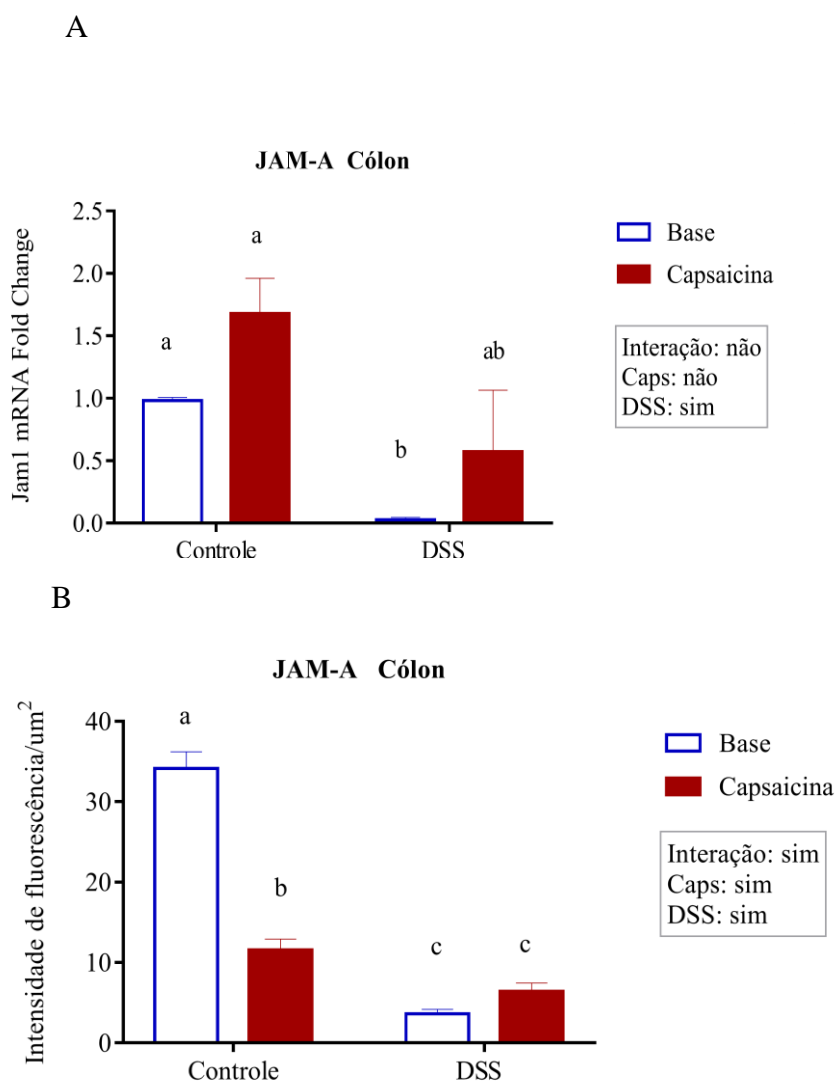 A
JAM-A Cólon
Jam1 mRNA Fold Change
2.5
2.0
1.5
1.0
0.5
0.0
a
a
b
ab
Controle
DSS
Base
Capsaicina
Interação: não
Caps: não
DSS: sim
B
JAM-A Cólon
Intensidade de fluorescência/um²
40
30
20
10
0
a
b
c
c
Controle
DSS
Base
Capsaicina
Interação: sim
Caps: sim
DSS: sim